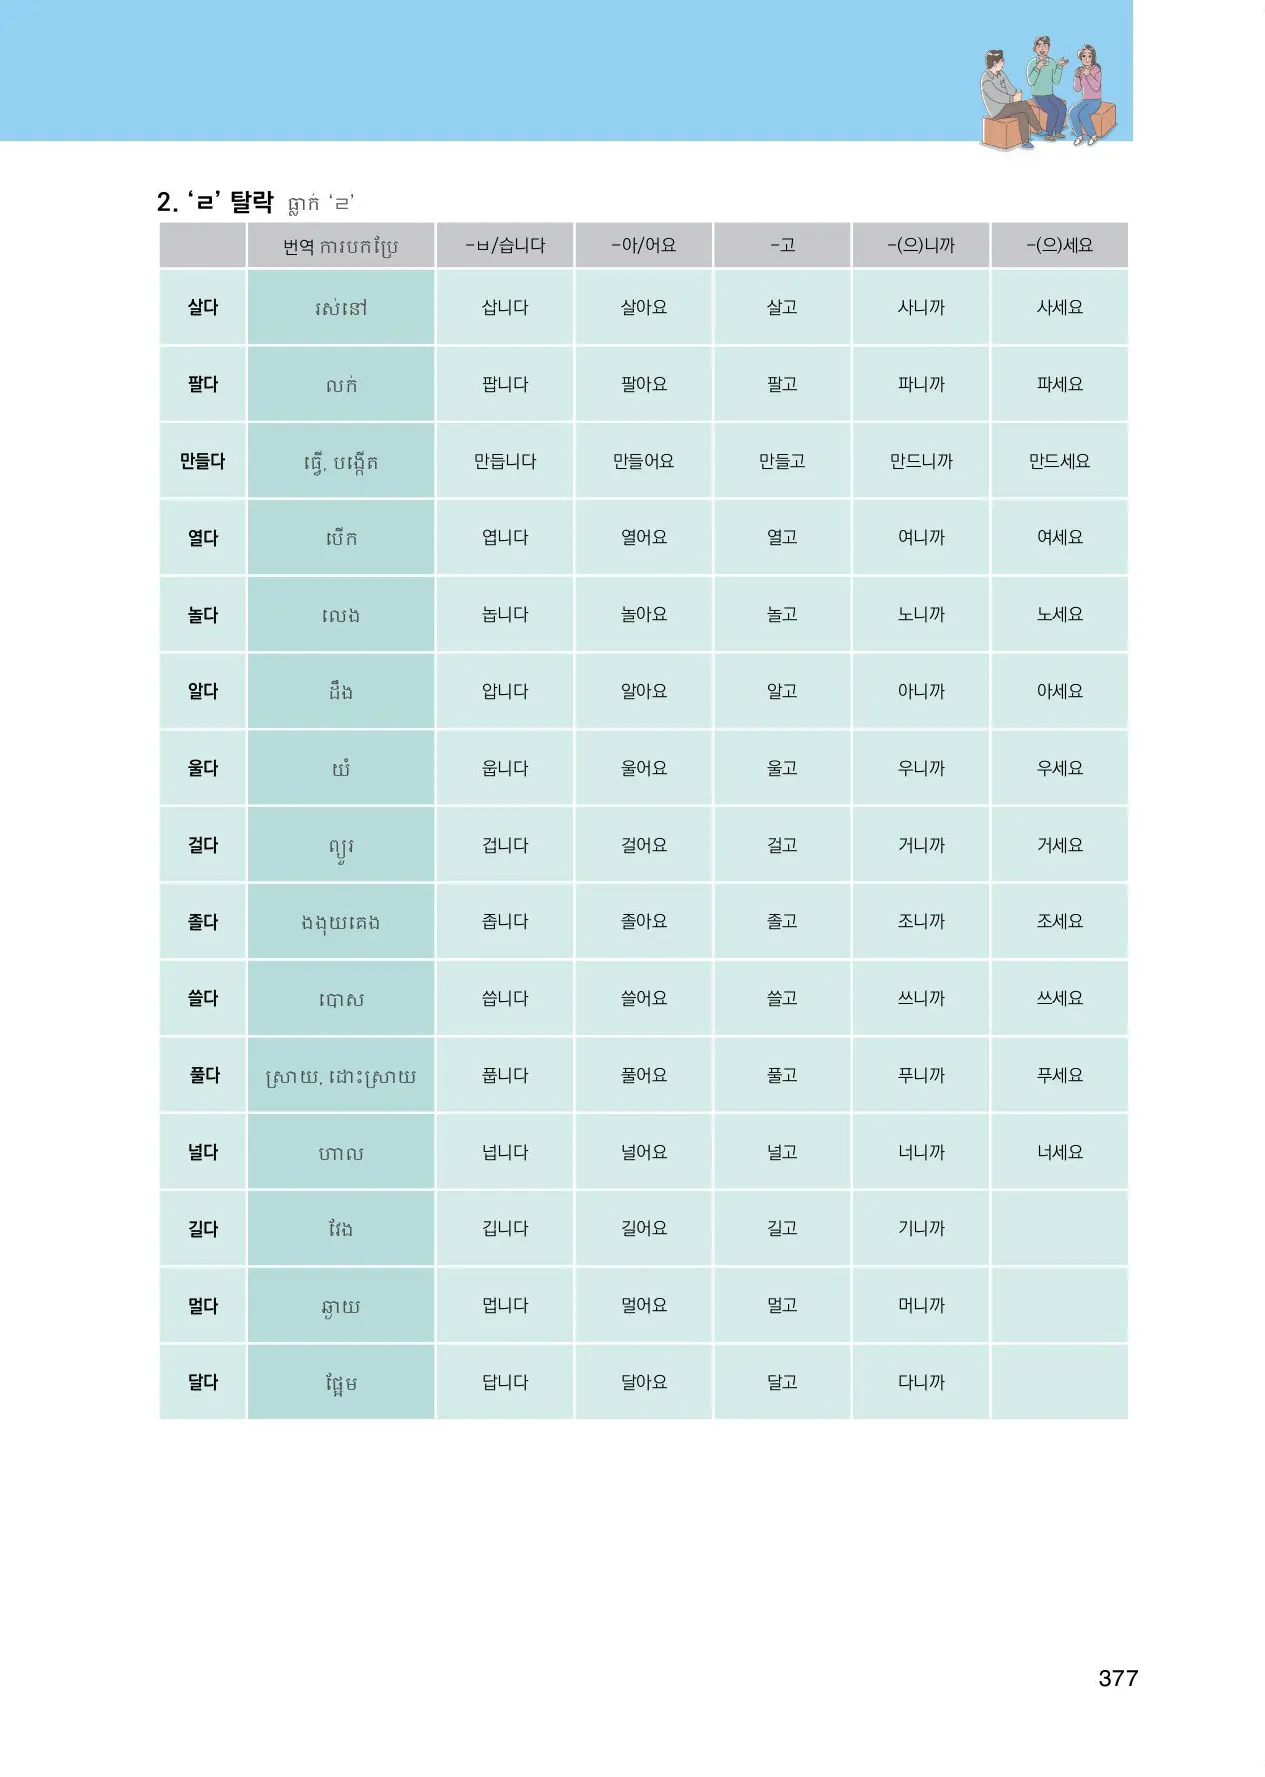 2. ‘ㄹ’ 탈락 ធ្លាក់ ‘ㄹ’
번역 ការបកប្រែ -ㅂ/습니다 -아/어요 -고 -(으)니까 -(으)세요
살다 រស់នៅ 삽니다 살아요 살고 사니까 사세요
팔다 លក់ 팝니다 팔아요 팔고 파니까 파세요
만들다 ធ្វើ, បង្កើត 만듭니다 만들어요 만들고 만드니까 만드세요
열다 បើក 엽니다 열어요 열고 여니까 여세요
놀다 លេង 놉니다 놀아요 놀고 노니까 노세요
알다 ដឹង 압니다 알아요 알고 아니까 아세요
울다 យំ 웁니다 울어요 울고 우니까 우세요
걸다 ព្យួរ 겁니다 걸어요 걸고 거니까 거세요
졸다 ងងុយគេង 좁니다 졸아요 졸고 조니까 조세요
쓸다 បោស 씁니다 쓸어요 쓸고 쓰니까 쓰세요
풀다 ស្រាយ, ដោះស្រាយ 풉니다 풀어요 풀고 푸니까 푸세요
널다 ហាល 넙니다 널어요 널고 너니까 너세요
길다 វែង 깁니다 길어요 길고 기니까
멀다 ឆ្ងាយ 멉니다 멀어요 멀고 머니까
달다 ផ្អែម 답니다 달아요 달고 다니까
377